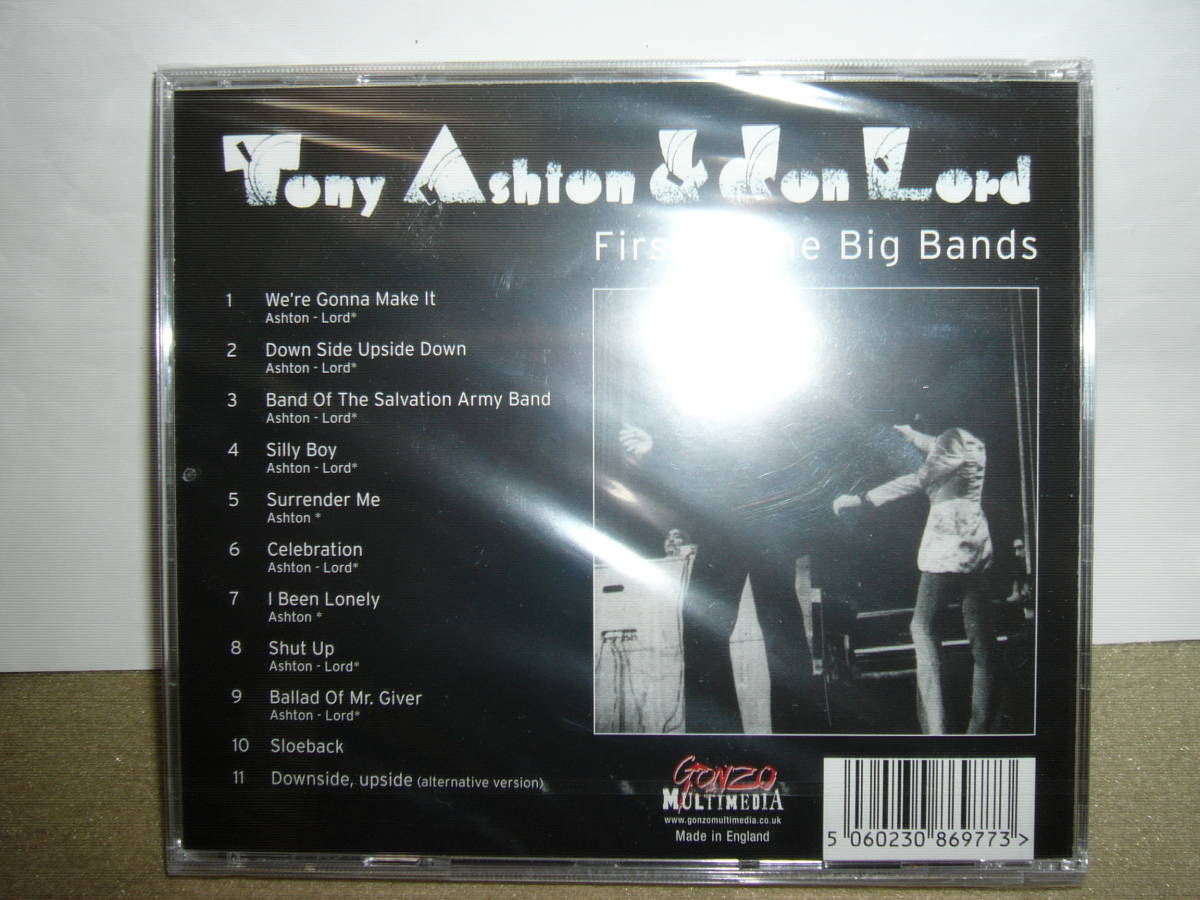 Tony Ashton & Jon Lord
Big Bands
1 We're Gonna Make It
Ashton - Lord*
2 Down Side Upside Down
Ashton - Lord*
3 Band Of The Salvation Army Band
Ashton - Lord*
4 Silly Boy
Ashton - Lord*
5 Surrender Me
Ashton *
6 Celebration
Ashton - Lord*
7 I Been Lonely
Ashton *
8 Shut Up
Ashton - Lord*
9 Ballad Of Mr. Giver
Ashton - Lord*
10 Sloeback
11 Downside, upside (alternative version)
GONZO
MULTIMEDIA
www.gonzomultimedia.co.uk
Made in England
5 060230 869773 >